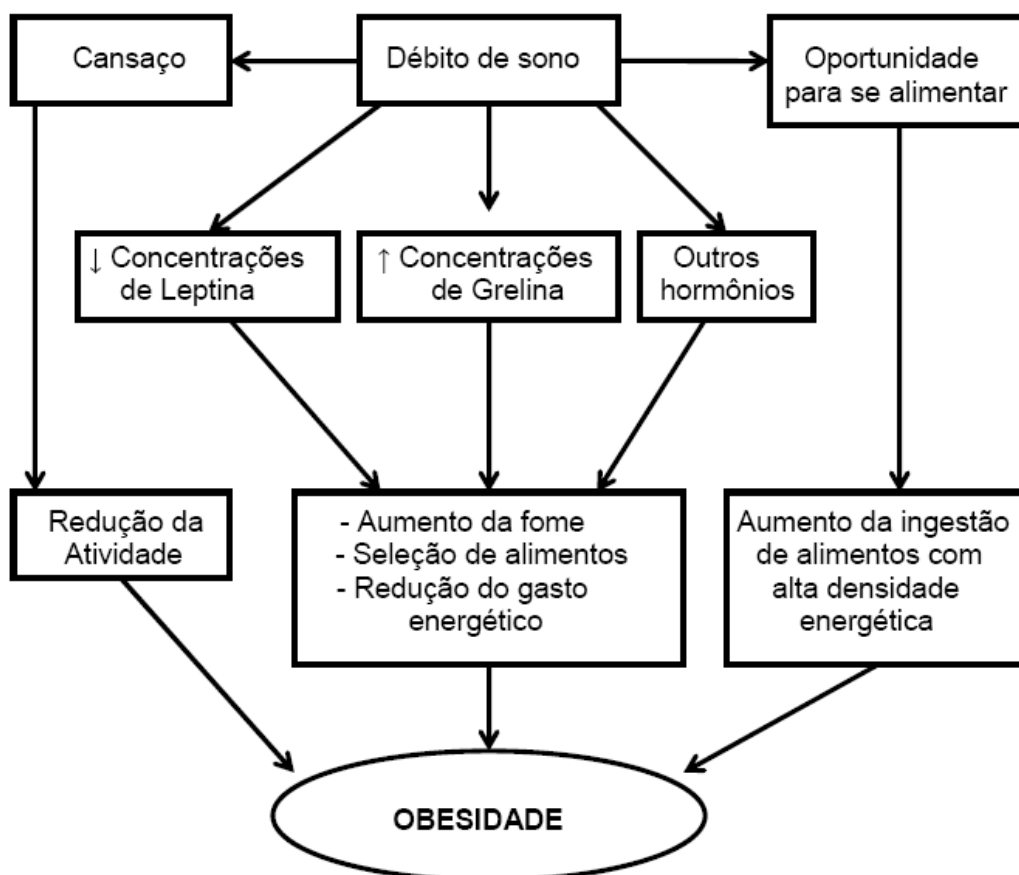 Cansaço
Débito de sono
Oportunidade
para se alimentar
↓ Concentrações
de Leptina
↑ Concentrações
de Grelina
Outros
hormônios
Redução da
Atividade
- Aumento da fome
- Seleção de alimentos
- Redução do gasto
energético
Aumento da ingestão
de alimentos com
alta densidade
energética
OBESIDADE